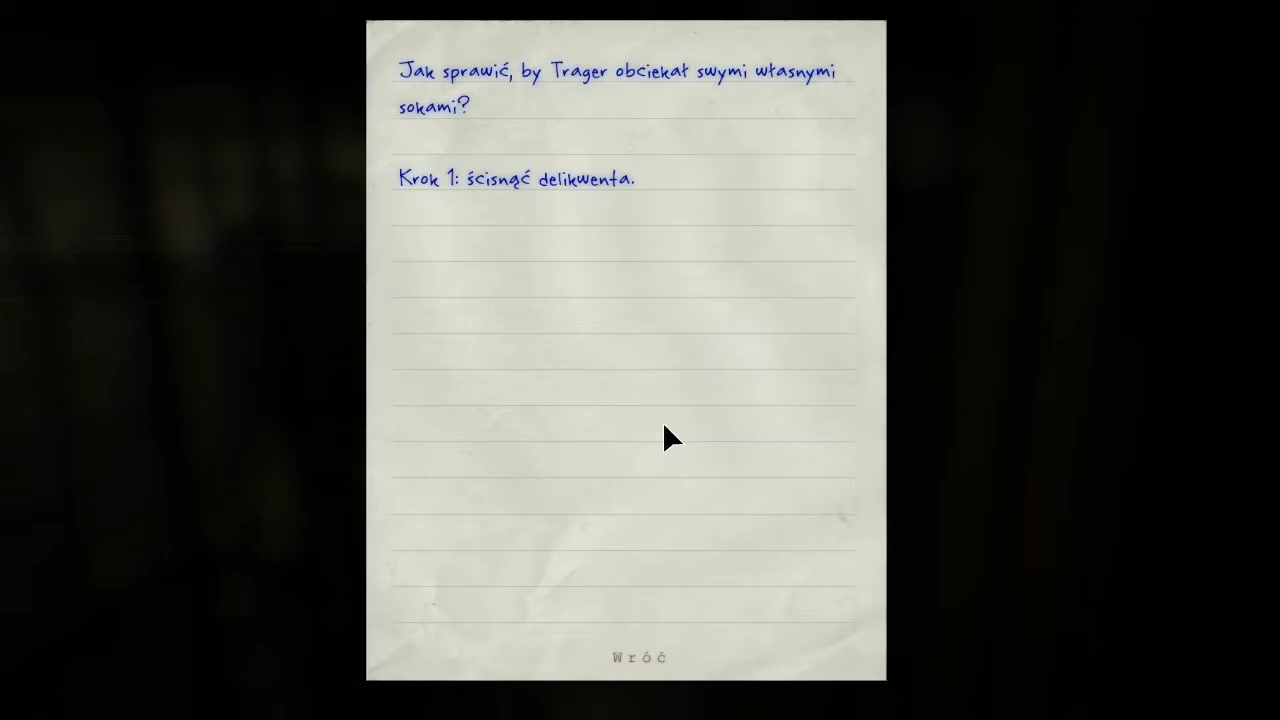 Jak sprawić, by Trager obciekał swymi własnymi
sokami?
Krok 1: ścisnąć delikwenta.
Wróć